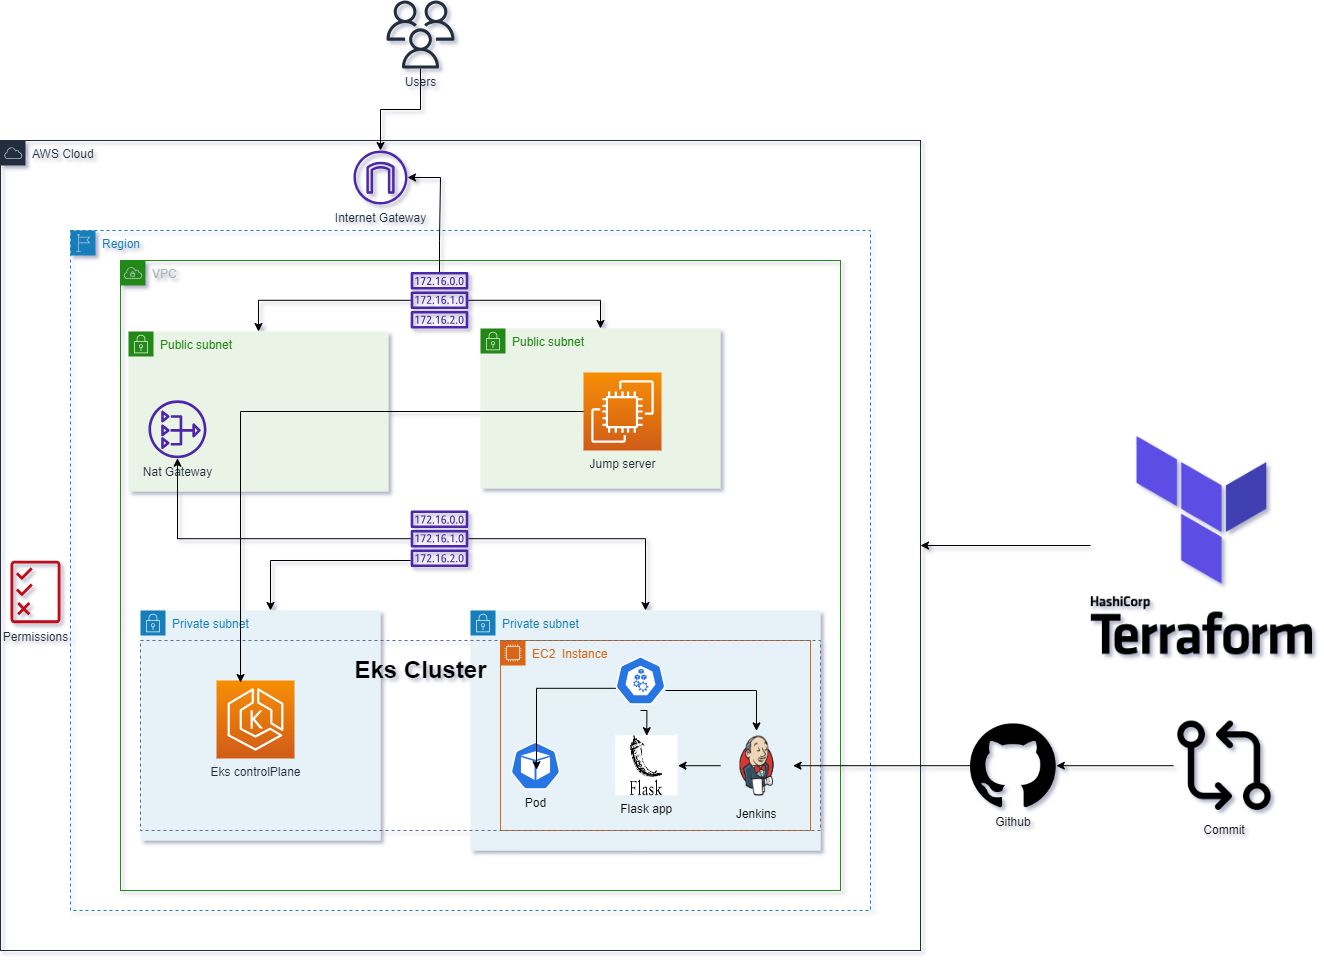 Users
AWS Cloud
Internet Gateway
Region
VPC
172.16.0.0
172.16.1.0
172.16.2.0
Public subnet
Public subnet
Nat Gateway
Jump server
172.16.0.0
172.16.1.0
172.16.2.0
Permissions
Private subnet
Private subnet
Eks Cluster
EC2 Instance
K
Eks controlPlane
Pod
Flask
Flask app
Jenkins
HashiCorp
Terraform
Github
Commit